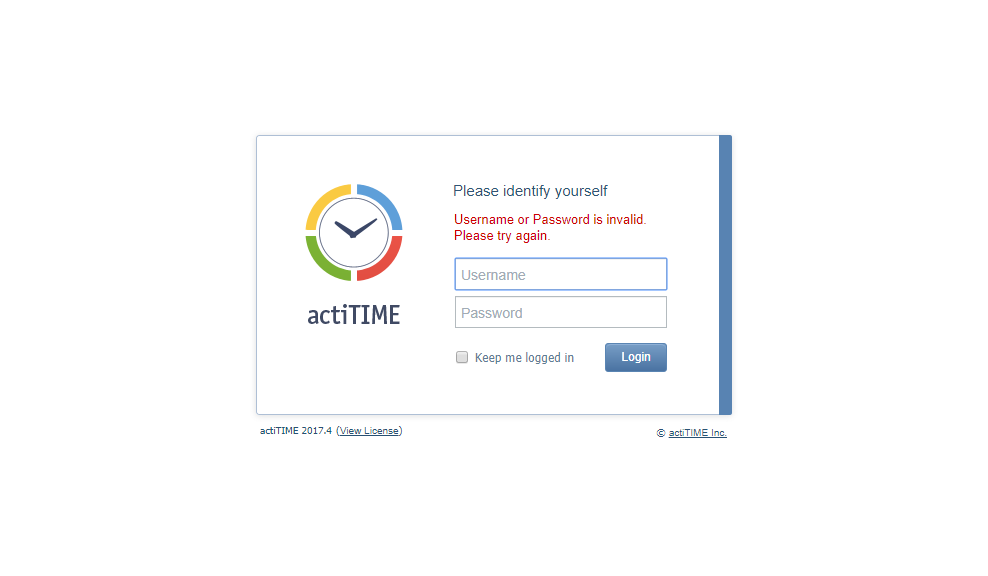 Please identify yourself
Username or Password is invalid.
Please try again.
Username
Password
actiTIME
Keep me logged in
Login
actiTIME 2017.4 (View License)
© actiTIME Inc.